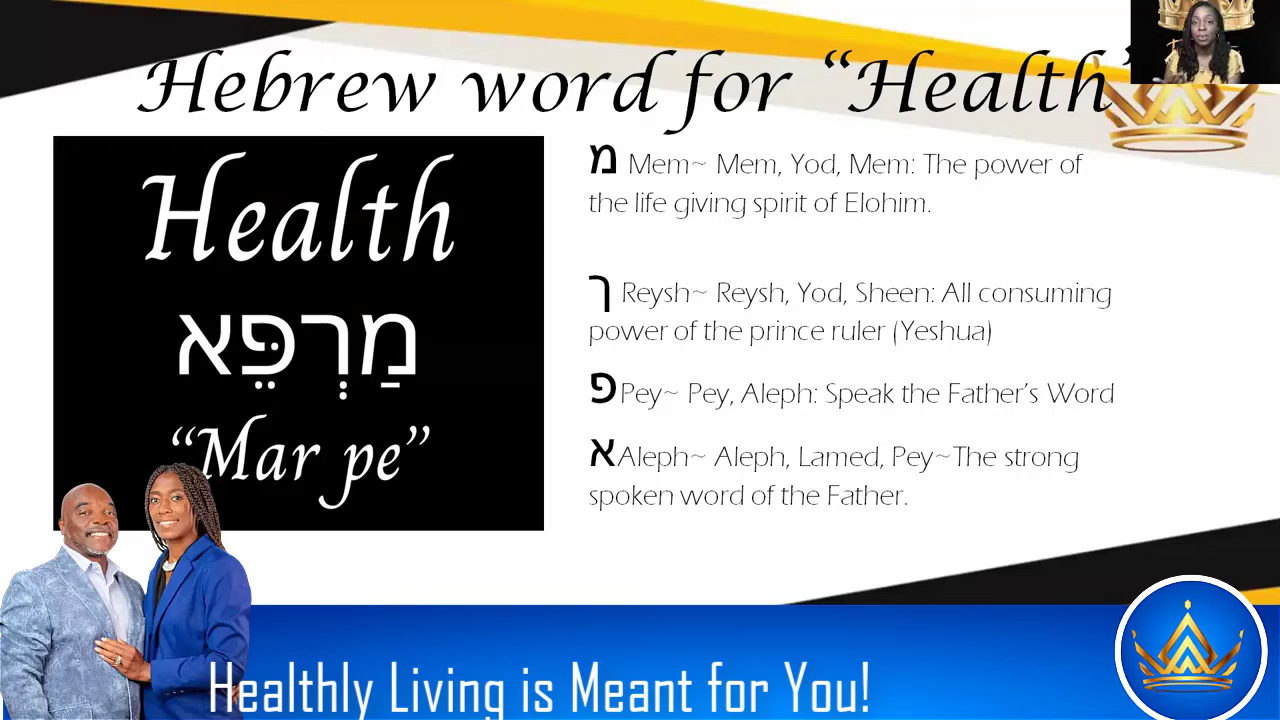 Hebrew word for “Health”
Health
מַרְפֵּא
“Mar pe”
מ Mem~ Mem, Yod, Mem: The power of
the life giving spirit of Elohim.
ך Reysh~ Reysh, Yod, Sheen: All consuming
power of the prince ruler (Yeshua)
פ Pey~ Pey, Aleph: Speak the Father’s Word
א Aleph~ Aleph, Lamed, Pey~The strong
spoken word of the Father.
Healthly Living is Meant for You!